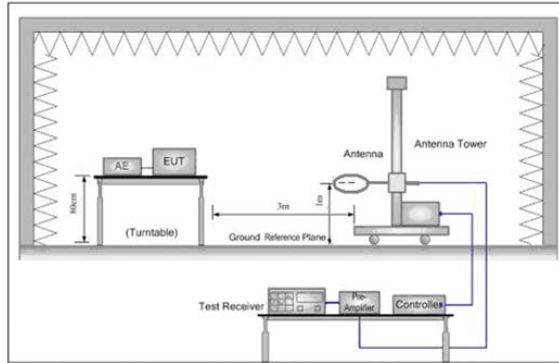 Antenna
Antenna Tower
AE
EUT
80cm
(Turntable)
3m
1m
Ground Reference Plane
Test Receiver
Pre-
Amplifier
Controller